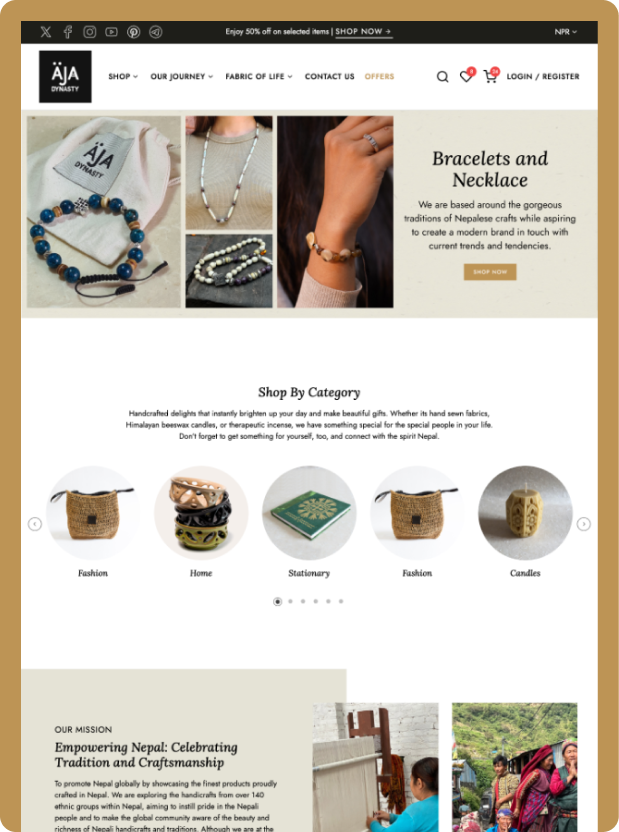 Enjoy 50% off on selected items | SHOP NOW →
NPR
ÄJA
DYNASTY
SHOP
OUR JOURNEY
FABRIC OF LIFE
CONTACT US
OFFERS
LOGIN / REGISTER
ÄJA
DYNASTY
Bracelets and
Necklace
We are based around the gorgeous
traditions of Nepalese crafts while aspiring
to create a modern brand in touch with
current trends and tendencies.
SHOP NOW
Shop By Category
Handcrafted delights that instantly brighten up your day and make beautiful gifts. Whether its hand sewn fabrics,
Himalayan beeswax candles, or therapeutic incense, we have something special for the special people in your life.
Don't forget to get something for yourself, too, and connect with the spirit Nepal.
Fashion
Home
Stationary
Fashion
Candles
OUR MISSION
Empowering Nepal: Celebrating
Tradition and Craftsmanship
To promote Nepal globally by showcasing the finest products proudly
crafted in Nepal. We are exploring the handicrafts from over 140
ethnic groups within Nepal, aiming to instill pride in the Nepali
people and to make the global community aware of the beauty and
richness of Nepali handicrafts and traditions. Although we are at the